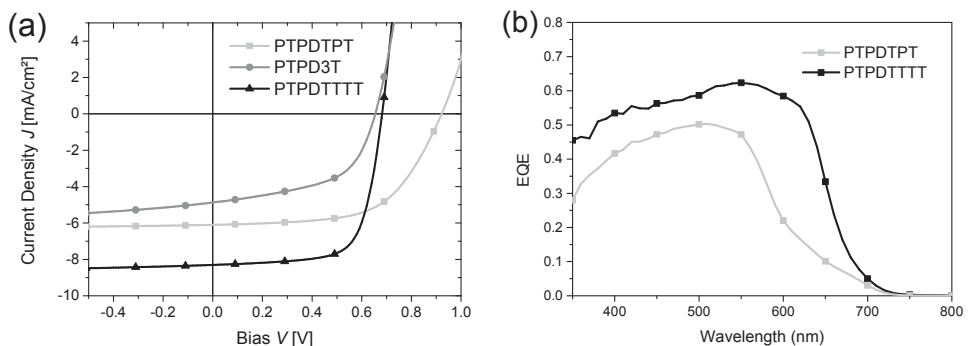 (a)
4
2
0
-2
-4
-6
-8
-10
Current Density J [mA/cm²]
PTPDTPT
PTPD3T
PTPDTTTT
-0.4 -0.2 0.0 0.2 0.4 0.6 0.8 1.0
Bias V [V]
(b)
0.8
0.7
0.6
0.5
0.4
0.3
0.2
0.1
0.0
EQE
PTPDTPT
PTPDTTTT
400 500 600 700 800
Wavelength (nm)